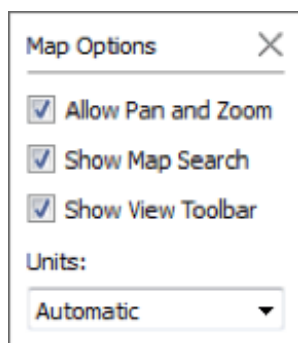 Map Options
Allow Pan and Zoom
Show Map Search
Show View Toolbar
Units:
Automatic